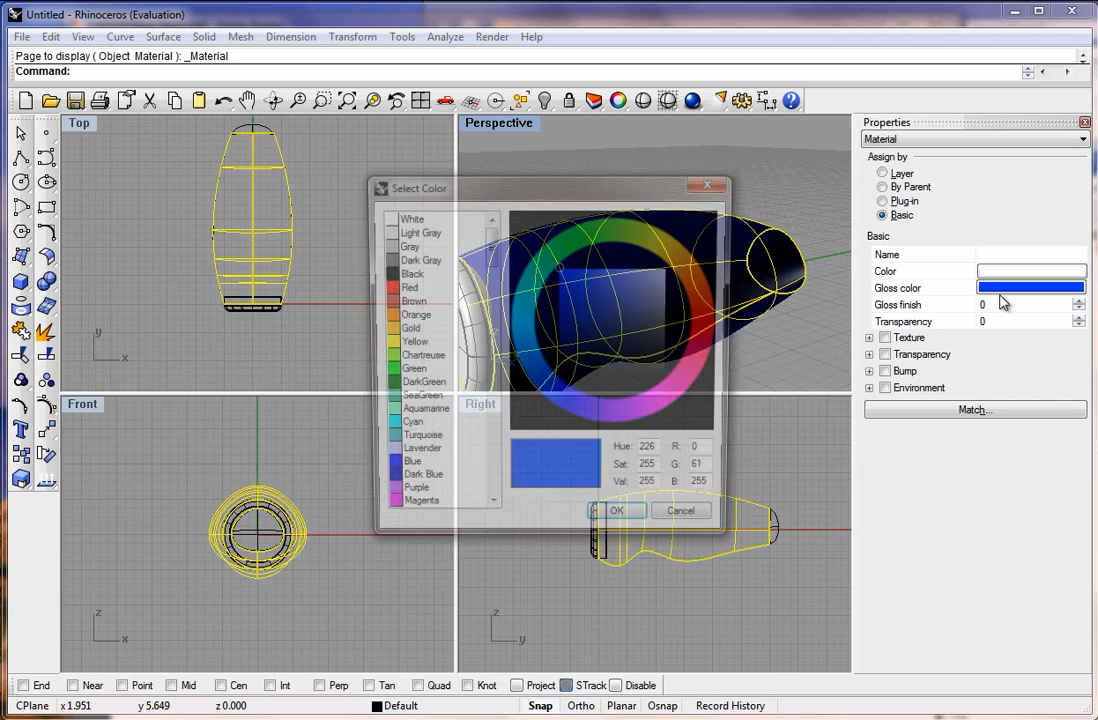 Untitled - Rhinoceros (Evaluation)
File Edit View Curve Surface Solid Mesh Dimension Transform Tools Analyze Render Help
Page to display ( Object Material ): _Material
Command:
Top
Perspective
Front
Right
y
x
z
x
z
y
Select Color
White
Light Gray
Gray
Dark Gray
Black
Red
Brown
Orange
Gold
Yellow
Chartreuse
Green
DarkGreen
SeaGreen
Aquamarine
Cyan
Turquoise
Lavender
Blue
Dark Blue
Purple
Magenta
Hue: 226 R: 0
Sat: 255 G: 61
Val: 255 B: 255
OK Cancel
Properties
Material
Assign by
Layer
By Parent
Plug-in
Basic
Basic
Name
Color
Gloss color
Gloss finish 0
Transparency 0
Texture
Transparency
Bump
Environment
Match...
End Near Point Mid Cen Int Perp Tan Quad Knot Project STrack Disable
CPlane x 1.951 y 5.649 z 0.000 Default Snap Ortho Planar Osnap Record History